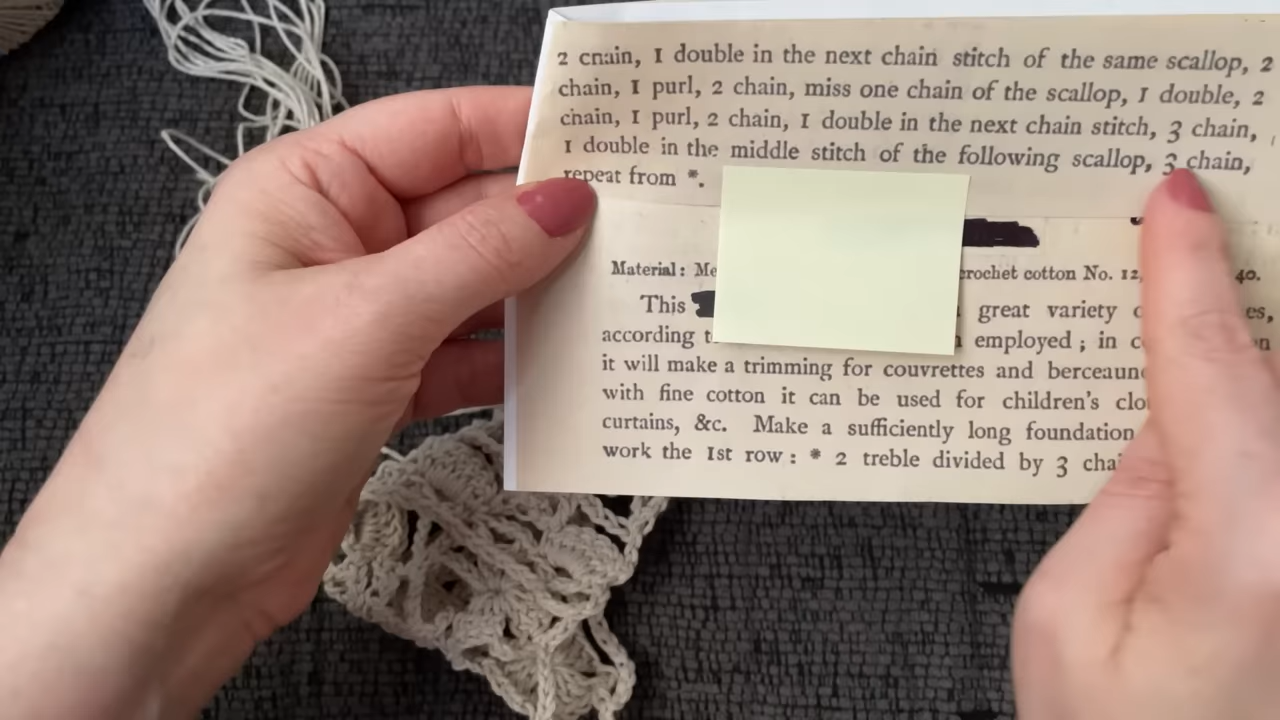 2 cnain, 1 double in the next chain stitch of the same scallop, 2
chain, 1 purl, 2 chain, miss one chain of the scallop, 1 double, 2
chain, 1 purl, 2 chain, 1 double in the next chain stitch, 3 chain,
1 double in the middle stitch of the following scallop, 3 chain,
repeat from *.
Material: crochet cotton No. 12, 40.
This great variety
according employed; in
it will make a trimming for couvrettes and
with fine cotton it can be used for children's
curtains, &c. Make a sufficiently long foundation
work the 1st row: * 2 treble divided by 3